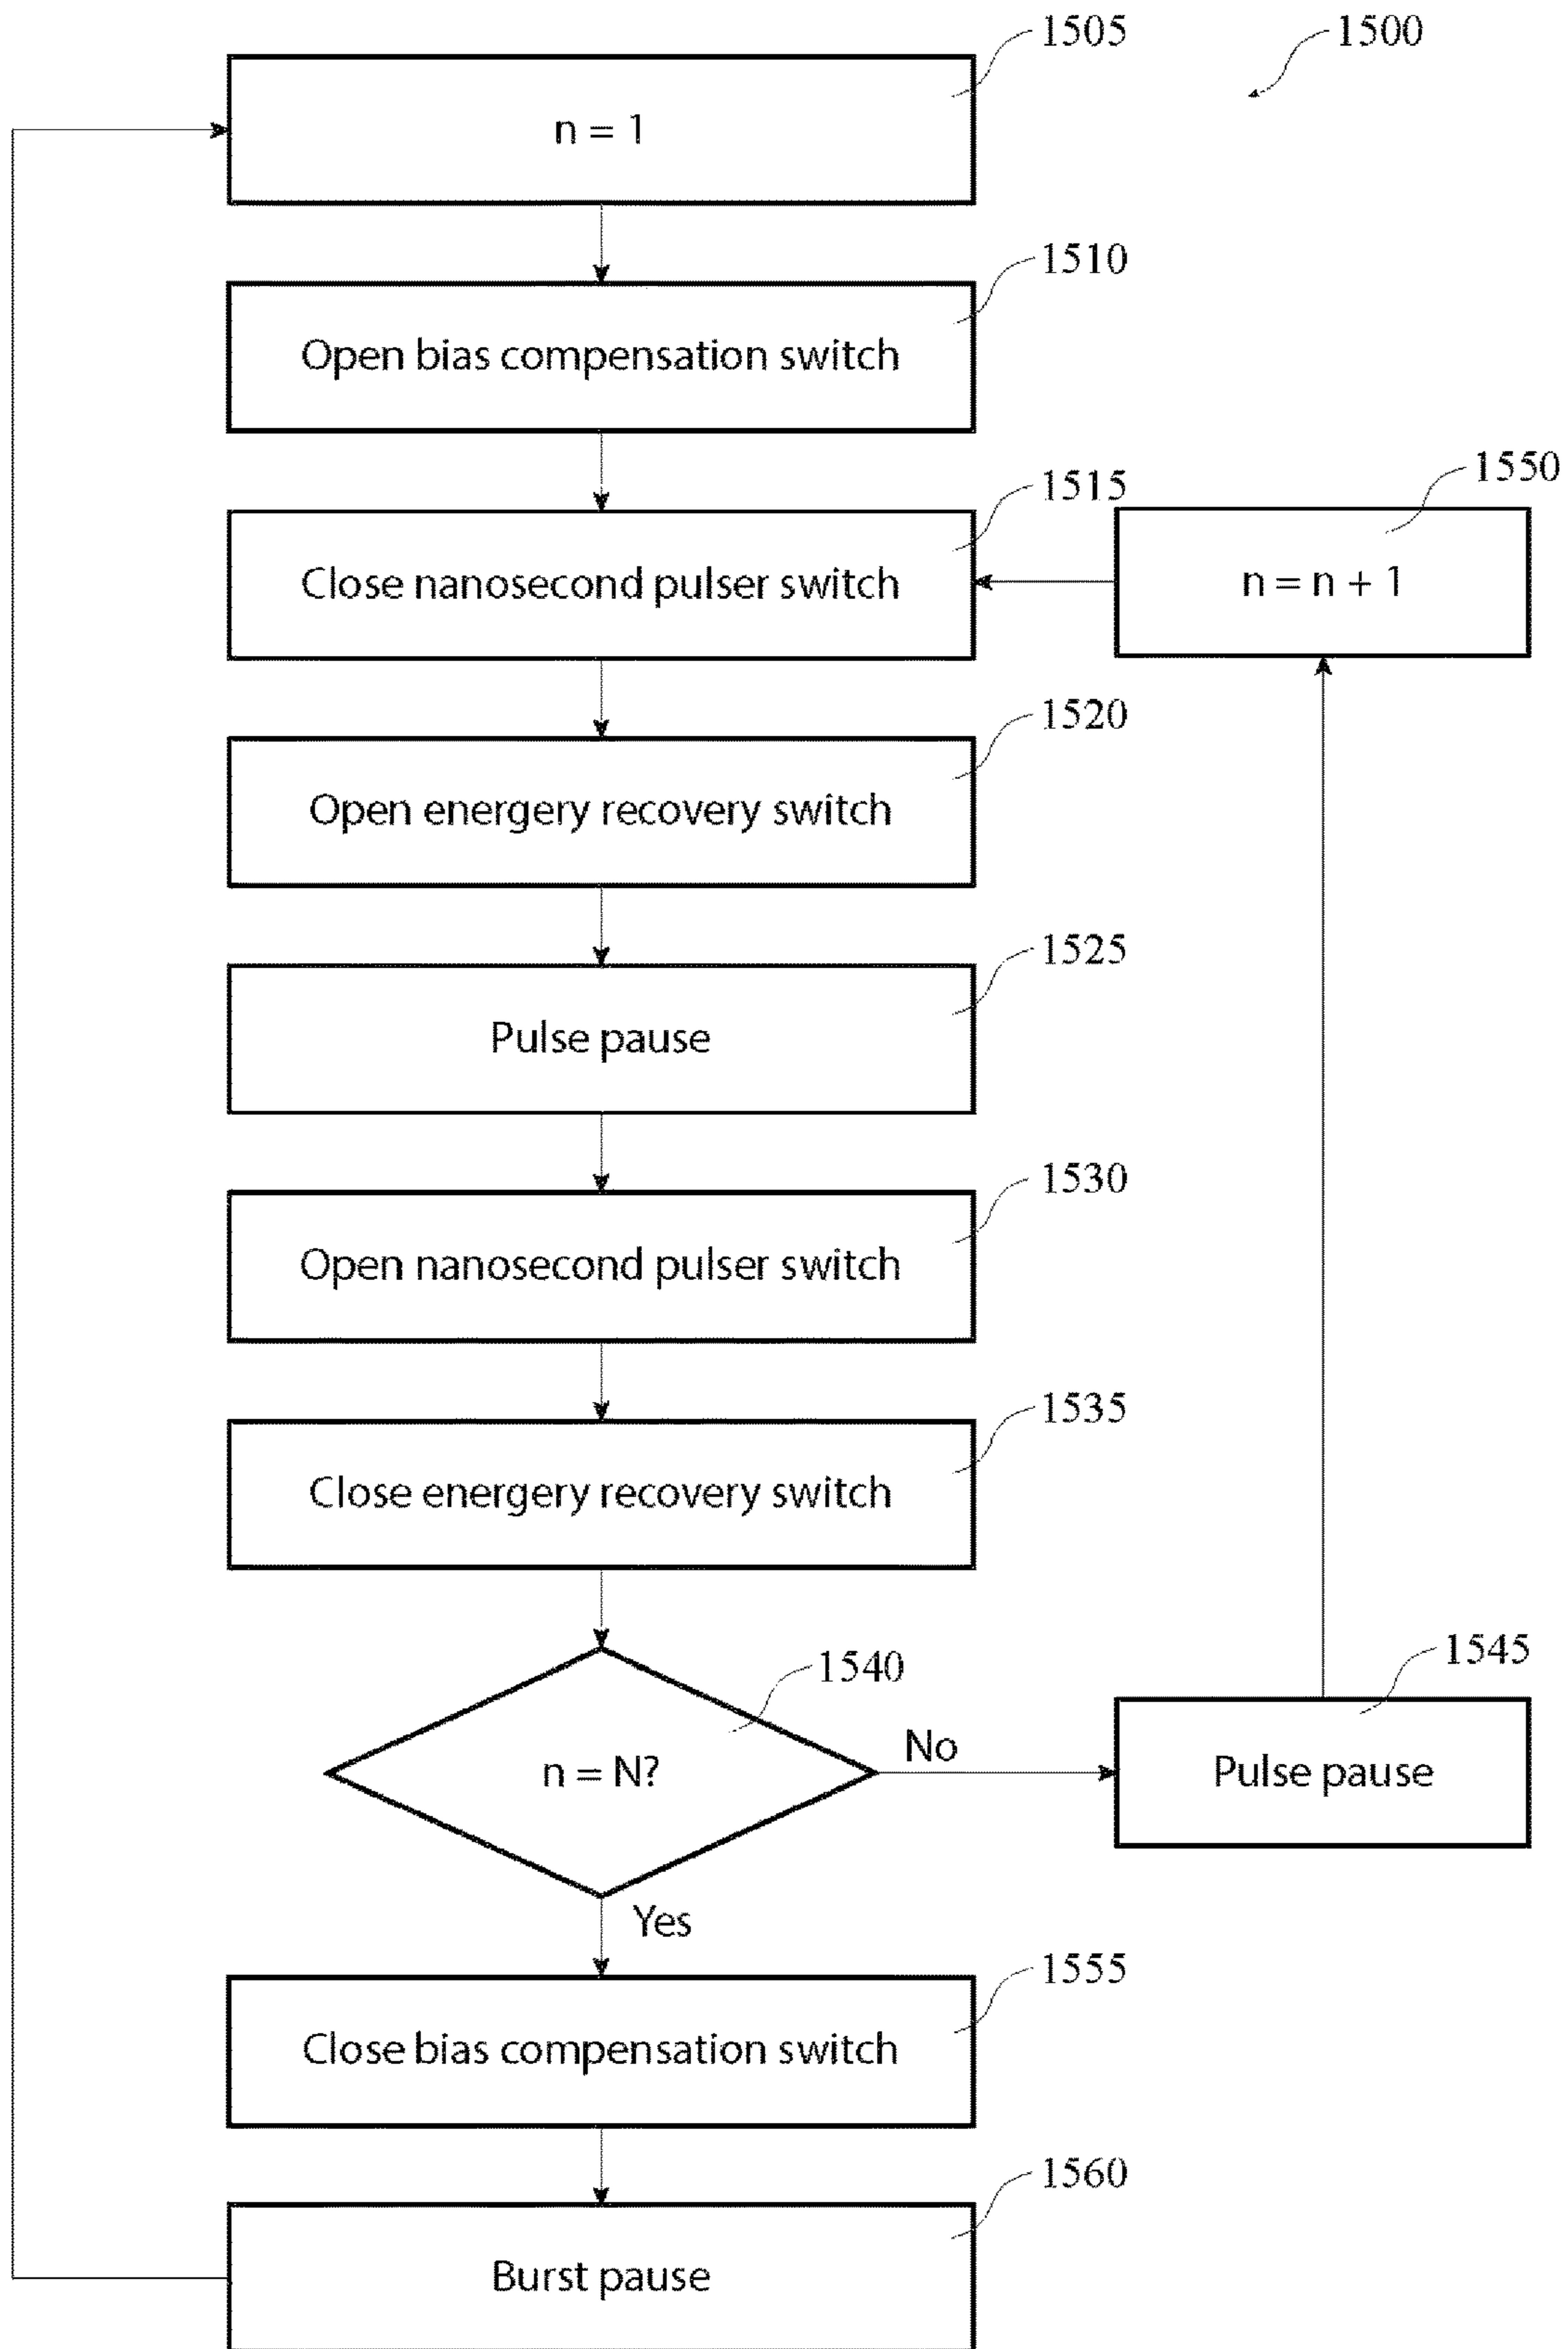 1505
1500
n = 1
1510
Open bias compensation switch
1515
1550
Close nanosecond pulser switch
n = n + 1
1520
Open energery recovery switch
1525
Pulse pause
1530
Open nanosecond pulser switch
1535
Close energery recovery switch
1540
1545
n = N?
No
Pulse pause
Yes
1555
Close bias compensation switch
1560
Burst pause